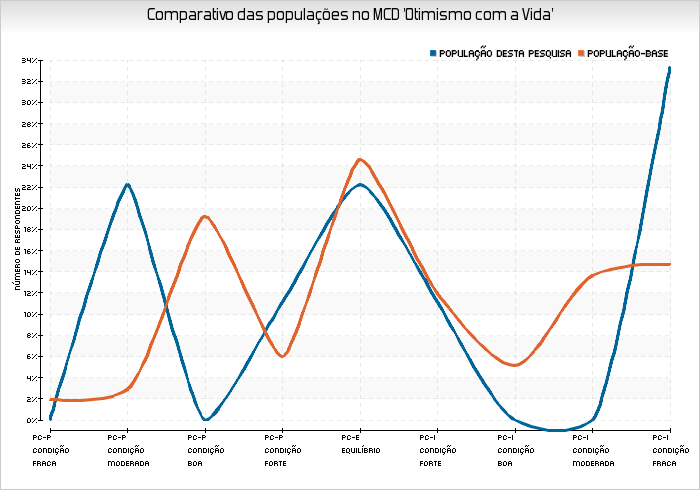 Comparativo das populações no MCD 'Otimismo com a Vida'
POPULAÇÃO DESTA PESQUISA
POPULAÇÃO-BASE
NÚMERO DE RESPONDENTES
34%
32%
30%
28%
26%
24%
22%
20%
18%
16%
14%
12%
10%
8%
6%
4%
2%
0%
PC-P
CONDIÇÃO
FRACA
PC-P
CONDIÇÃO
MODERADA
PC-P
CONDIÇÃO
BOA
PC-P
CONDIÇÃO
FORTE
PC-E
EQUILÍBRIO
PC-I
CONDIÇÃO
FORTE
PC-I
CONDIÇÃO
BOA
PC-I
CONDIÇÃO
MODERADA
PC-I
CONDIÇÃO
FRACA